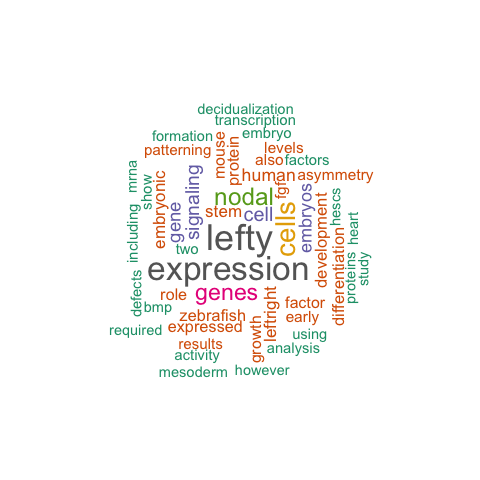 decidualization
transcription
formation
embryo
patterning
mouse
protein
levels
also
factors
mrna
show
embryonic
human
asymmetry
signaling
nodal
fgf
hescs
gene
stem
cell
cells
embryos
development
heart
including
two
lefty
differentiation
proteins
study
expression
defects
bmp
role
genes
leftright
factor
zebrafish
early
required
expressed
growth
using
results
analysis
activity
mesoderm
however